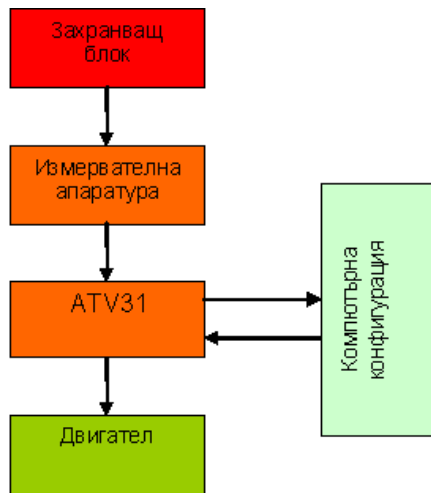 Захранващ
блок
Измервателна
апаратура
ATV31
Компютърна
конфигурация
Двигател